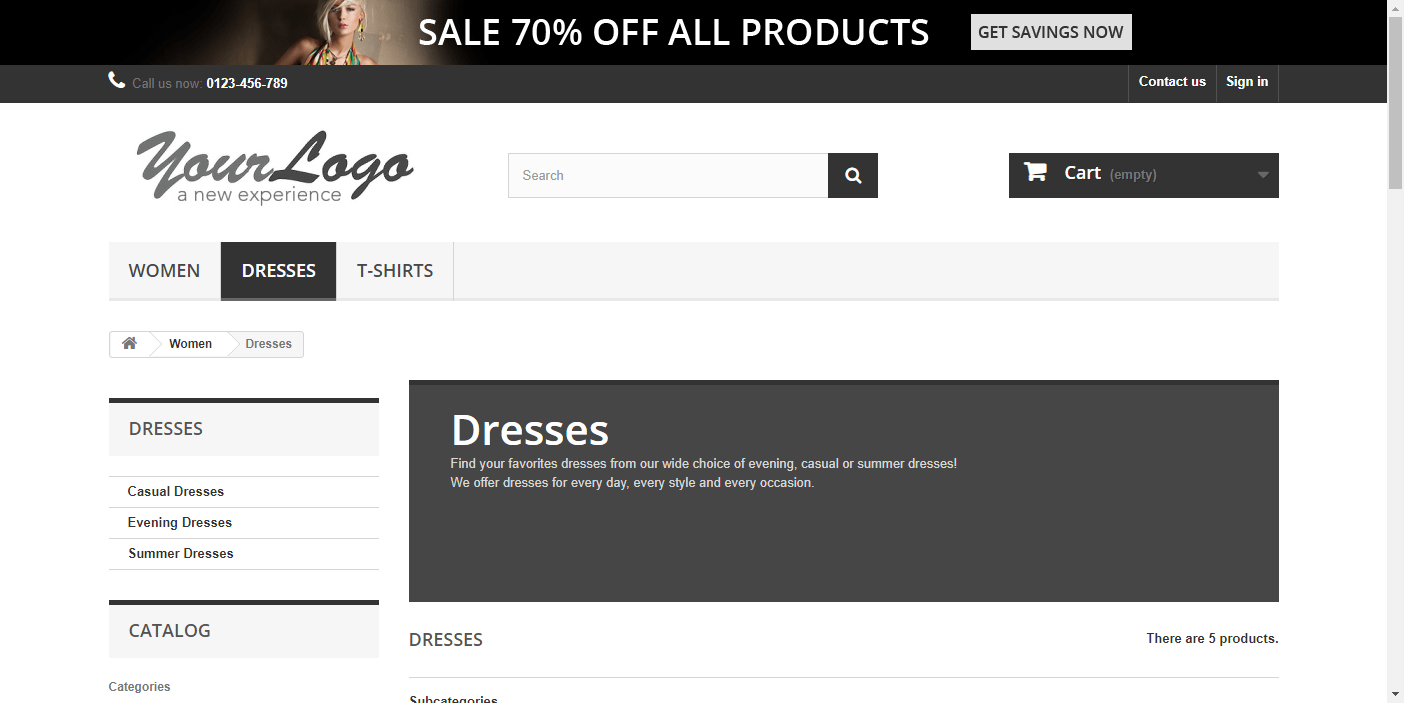 SALE 70% OFF ALL PRODUCTS
GET SAVINGS NOW
Call us now: 0123-456-789
Contact us
Sign in
YourLogo
a new experience
Search
Cart (empty)
WOMEN
DRESSES
T-SHIRTS
Women
Dresses
DRESSES
Casual Dresses
Evening Dresses
Summer Dresses
CATALOG
Categories
Dresses
Find your favorites dresses from our wide choice of evening, casual or summer dresses!
We offer dresses for every day, every style and every occasion.
DRESSES
There are 5 products.
Subcategories